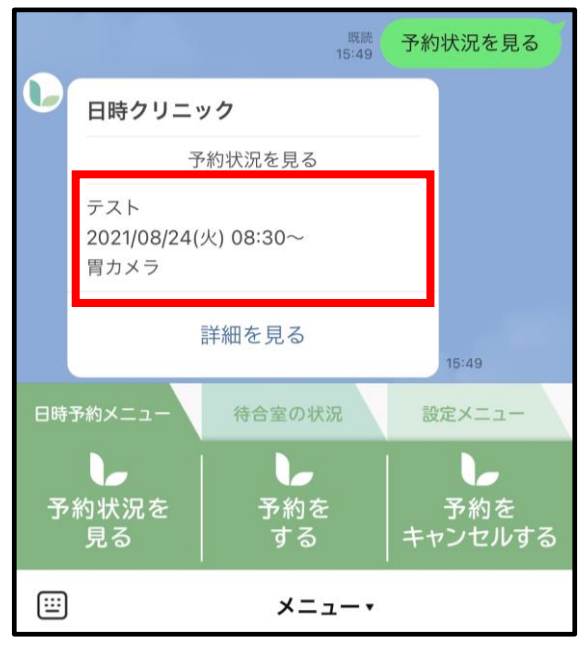 既読
15:49
予約状況を見る
日時クリニック
予約状況を見る
テスト
2021/08/24(火) 08:30～
胃カメラ
詳細を見る
15:49
日時予約メニュー
待合室の状況
設定メニュー
予約状況を
見る
予約を
する
予約を
キャンセルする
メニュー▾